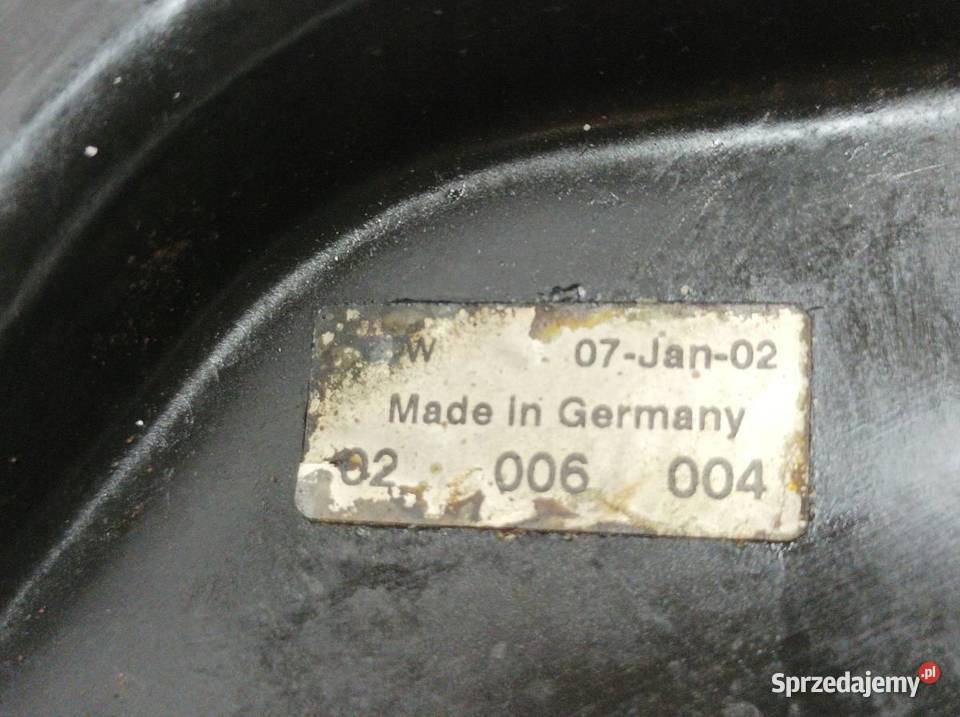 W 07-Jan-02
Made in Germany
02 006 004
Sprzedajemy.pl